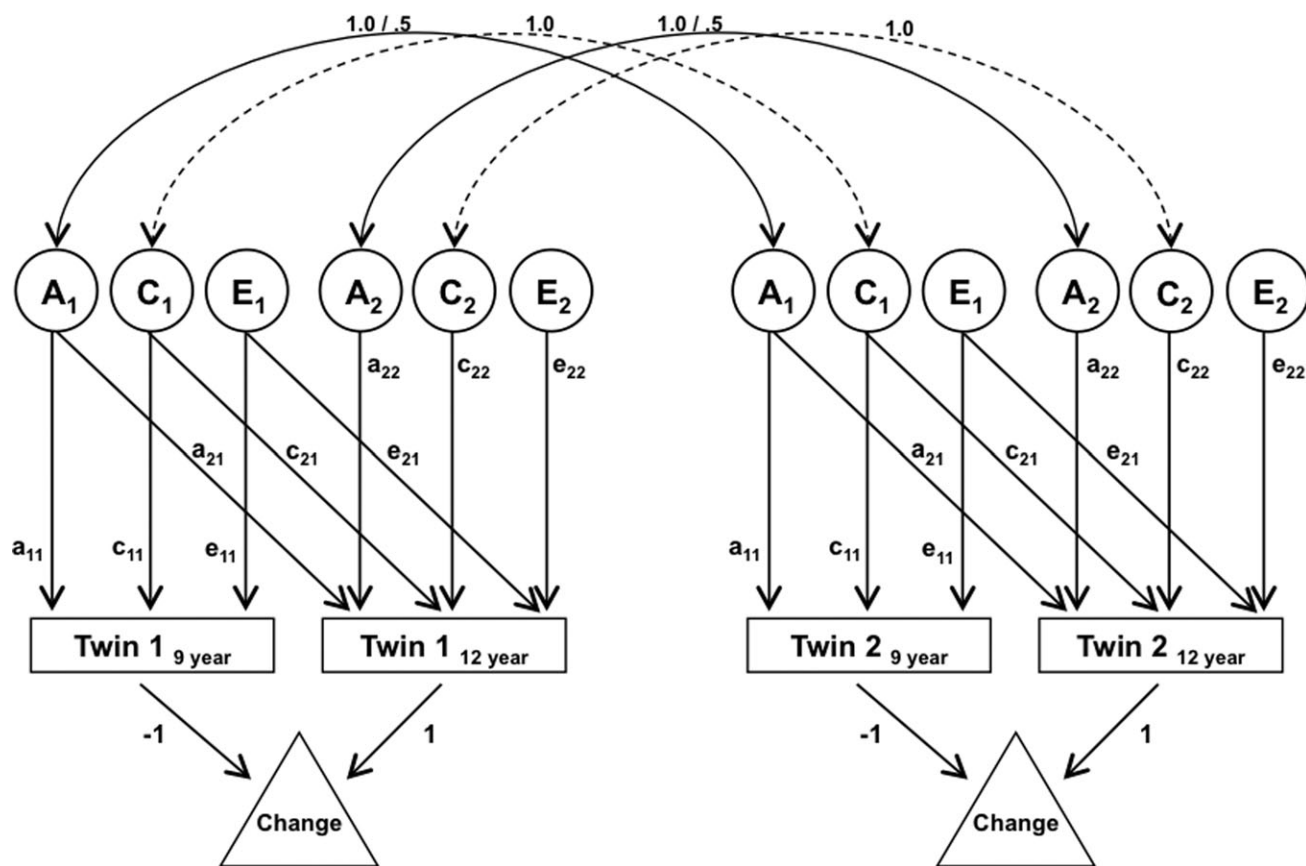 1.0 / .5 1.0 1.0 / .5 1.0
A1 C1 E1 A2 C2 E2 A1 C1 E1 A2 C2 E2
a22 c22 e22 a22 c22 e22
a21 c21 e21 a21 c21 e21
a11 c11 e11 a11 c11 e11
Twin 1 9 year Twin 1 12 year Twin 2 9 year Twin 2 12 year
-1 1 -1 1
Change Change